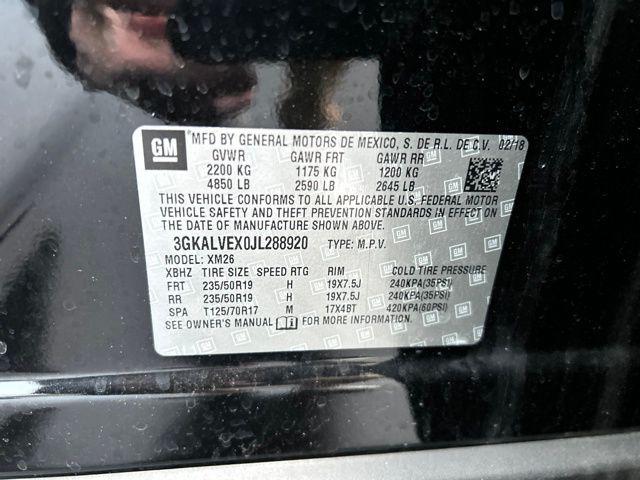 GM MFD BY GENERAL MOTORS DE MEXICO, S. DE R.L. DE C.V. 02/18
GVWR GAWR FRT GAWR RR
2200 KG 1175 KG 1200 KG
4850 LB 2590 LB 2645 LB
THIS VEHICLE CONFORMS TO ALL APPLICABLE U.S. FEDERAL MOTOR
VEHICLE SAFETY AND THEFT PREVENTION STANDARDS IN EFFECT ON
THE DATE OF MANUFACTURE SHOWN ABOVE.
3GKALVEX0JL288920 TYPE: M.P.V.
MODEL: XM26
XBHZ TIRE SIZE SPEED RTG RIM COLD TIRE PRESSURE
FRT 235/50R19 H 19X7.5J 240KPA(35PSI)
RR 235/50R19 H 19X7.5J 240KPA(35PSI)
SPA T125/70R17 M 17X4BT 420KPA(60PSI)
SEE OWNER'S MANUAL FOR MORE INFORMATION.